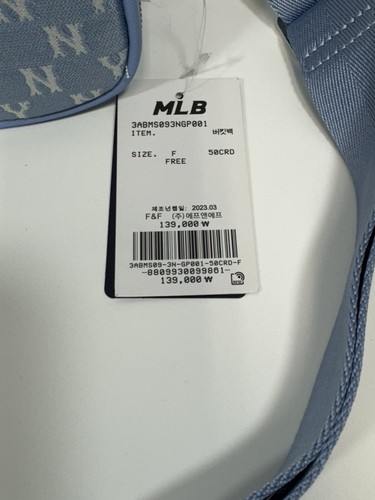 MLB
3ABMS093NGP001
ITEM. 버킷백
SIZE. F 50CRD
FREE
제조년월일: 2023.03
F&F (주)에프앤에프
139,000 ₩
3ABMS09-3N-GP001-50CRD-F
-8809930099861-
139,000 ₩